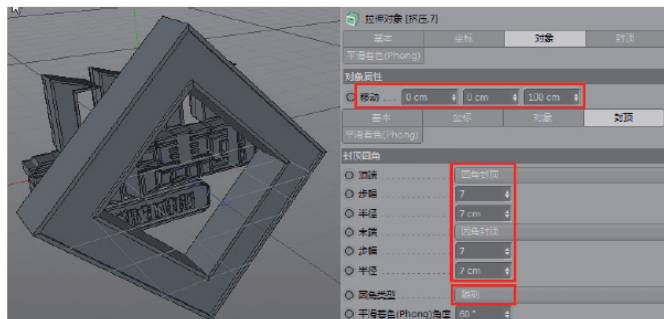 拉伸对象 [挤压.7]
基本 坐标 对象 封顶
平滑着色(Phong)
对象属性
移动 . . . 0 cm 0 cm 100 cm
基本 坐标 对象 封顶
平滑着色(Phong)
封顶圆角
顶端 圆角封顶
步幅 7
半径 7 cm
末端 圆角封顶
步幅 7
半径 7 cm
圆角类型
平滑着色(Phong)角度 60 °